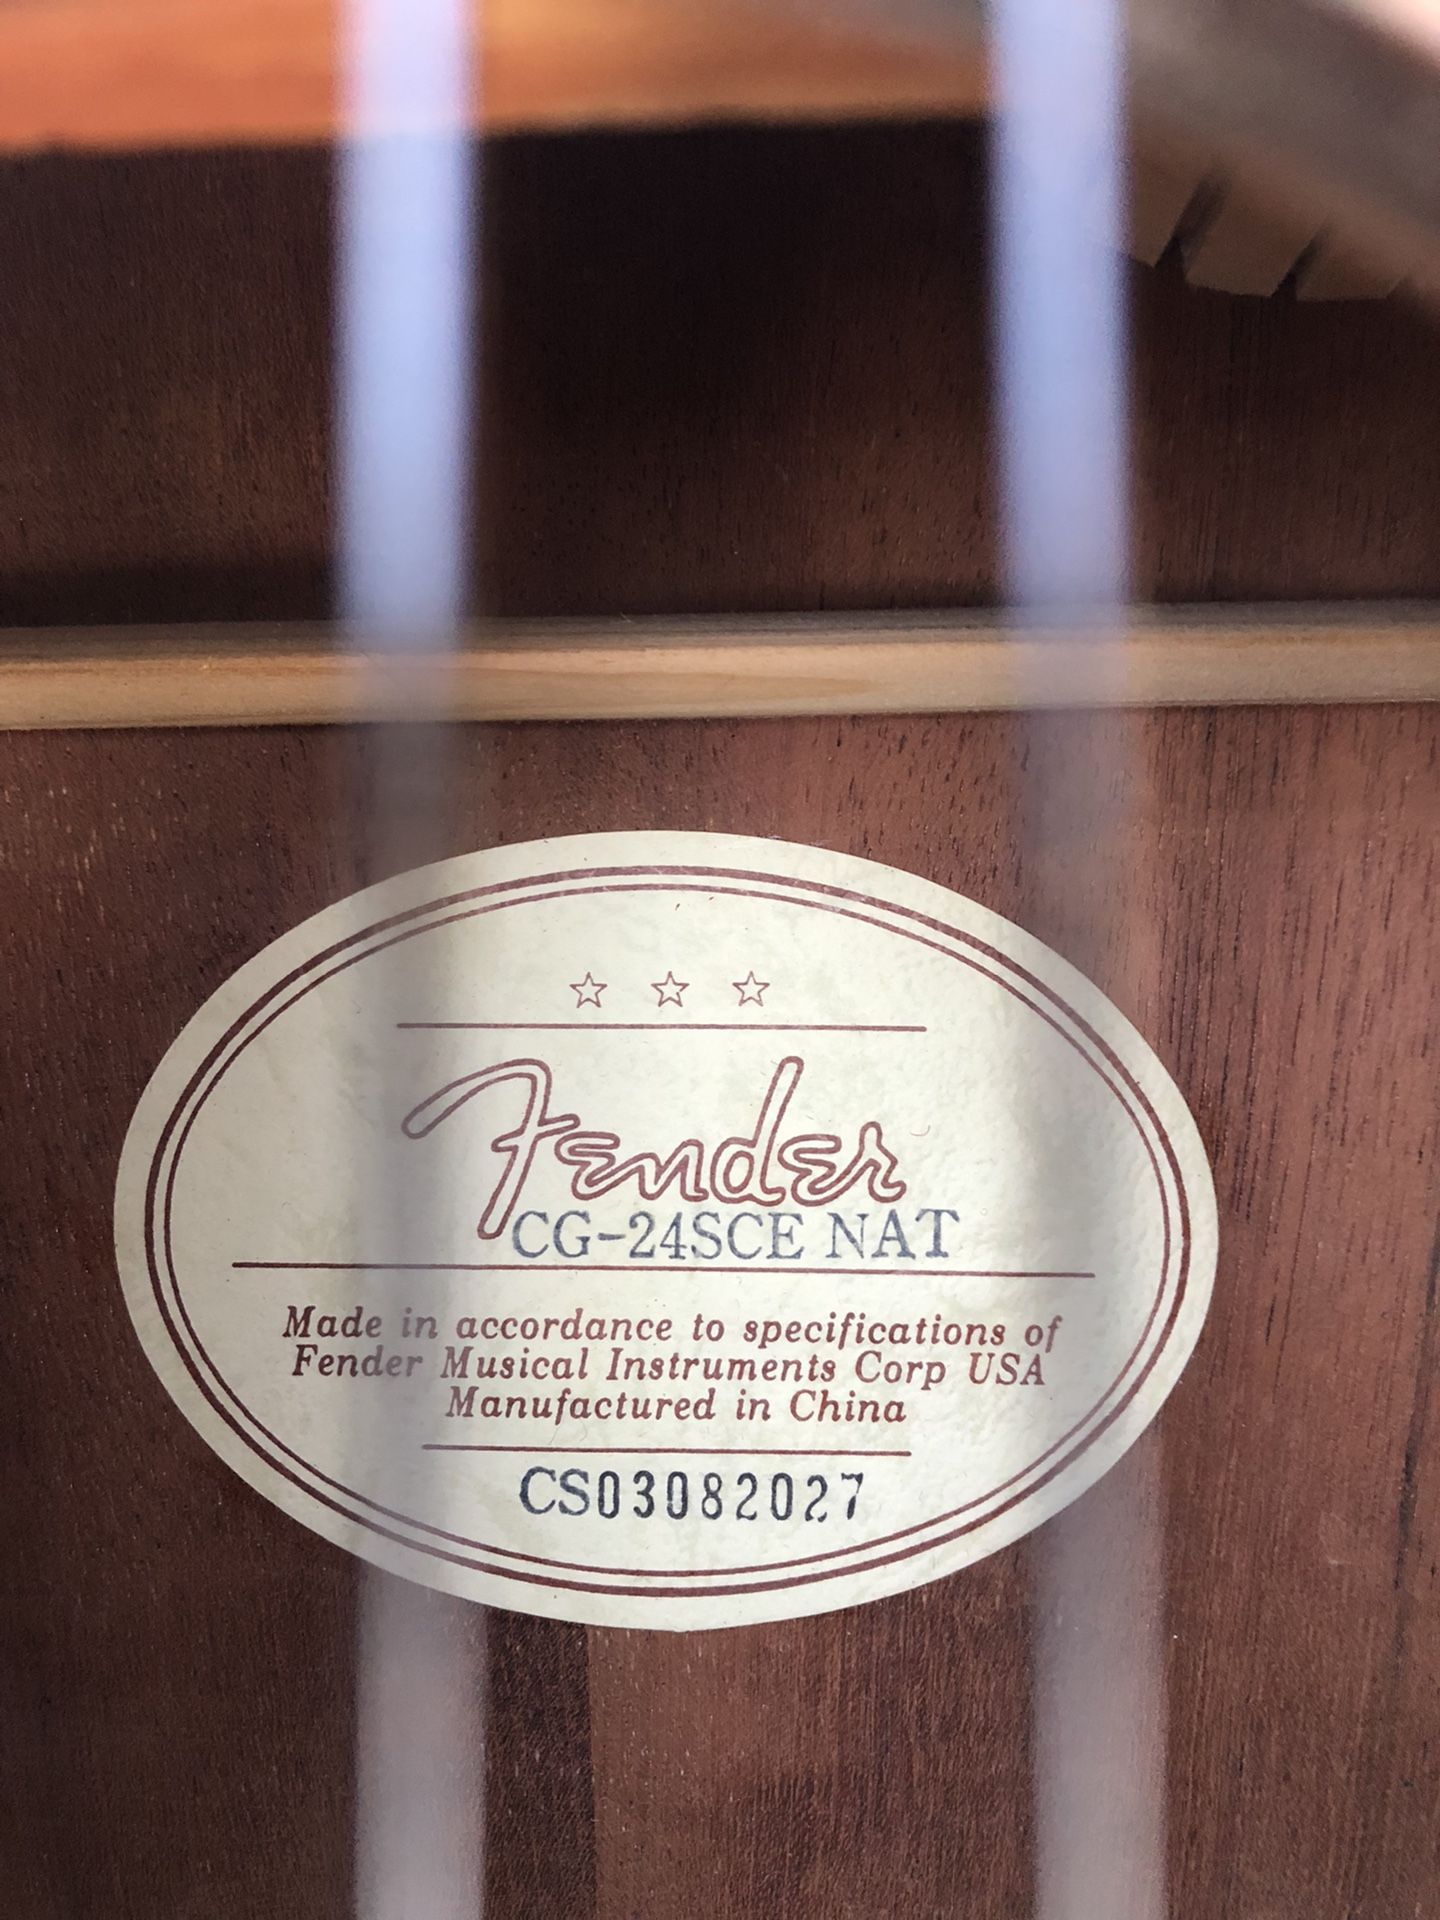 Fender
CG-24SCE NAT
Made in accordance to specifications of
Fender Musical Instruments Corp USA
Manufactured in China
CS03082027